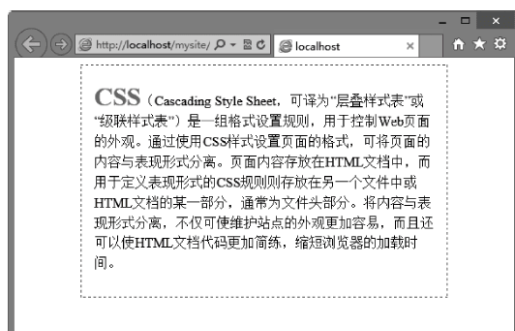 http://localhost/mysite/
localhost
CSS（Cascading Style Sheet，可译为“层叠样式表”或
“级联样式表”）是一组格式设置规则，用于控制Web页面
的外观。通过使用CSS样式设置页面的格式，可将页面的
内容与表现形式分离。页面内容存放在HTML文档中，而
用于定义表现形式的CSS规则则存放在另一个文件中或
HTML文档的某一部分，通常为文件头部分。将内容与表
现形式分离，不仅可使维护站点的外观更加容易，而且还
可以使HTML文档代码更加简练，缩短浏览器的加载时
间。